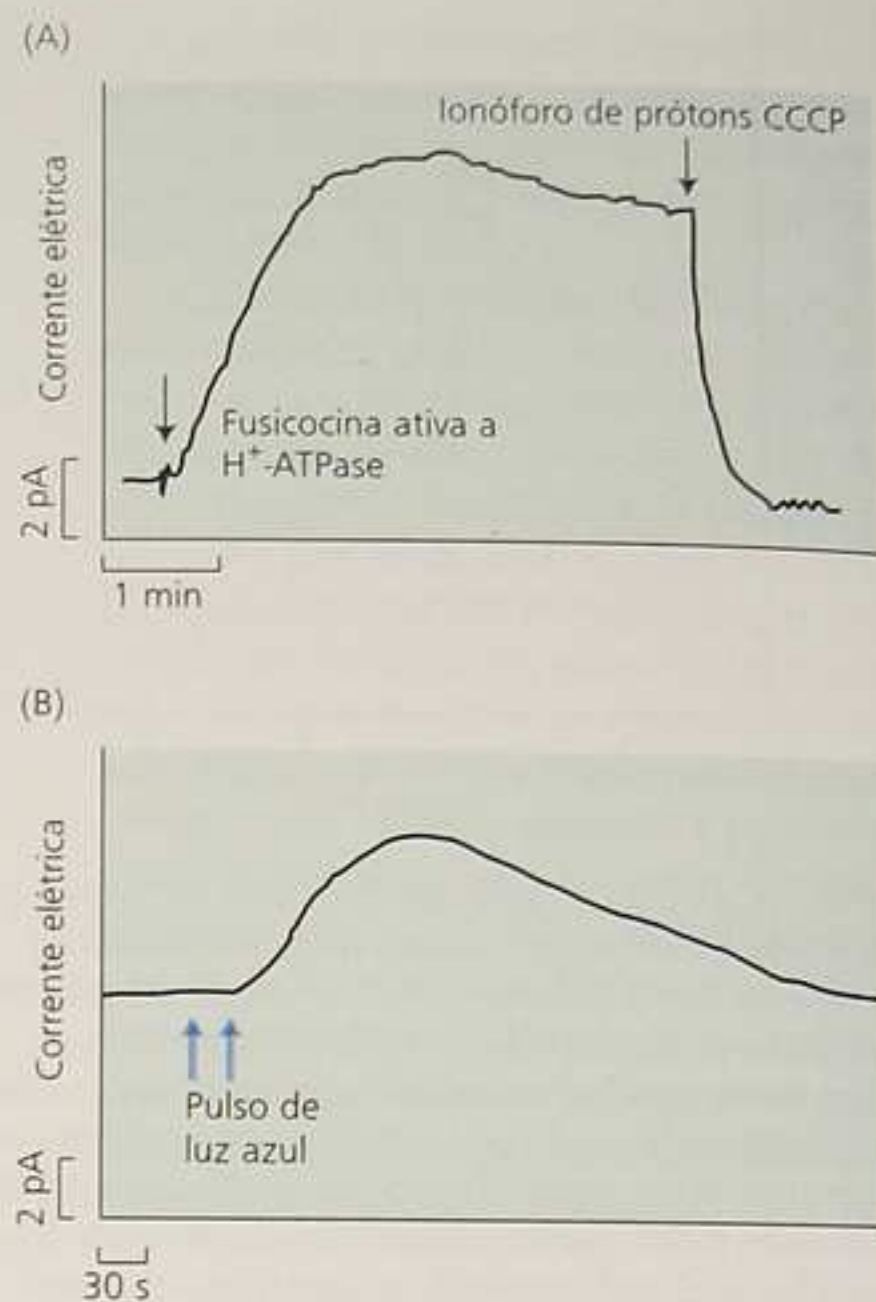 (A)
Ionóforo de prótons CCCP
Corrente elétrica
Fusicocina ativa a
H⁺-ATPase
2 pA
1 min
(B)
Corrente elétrica
Pulso de
luz azul
2 pA
30 s